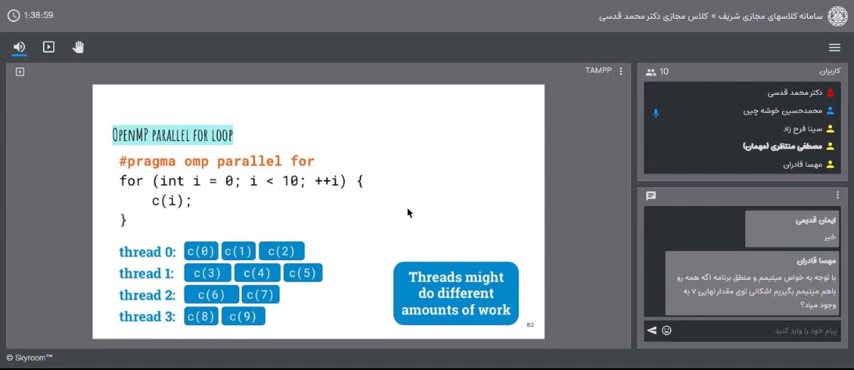 1:38:59
سامانه کلاسهای مجازی شریف » کلاس مجازی دکتر محمد قدسی
TAMPP
OpenMP parallel for loop
#pragma omp parallel for
for (int i = 0; i < 10; ++i) {
c(i);
}
thread 0: c(0) c(1) c(2)
thread 1: c(3) c(4) c(5)
thread 2: c(6) c(7)
thread 3: c(8) c(9)
Threads might
do different
amounts of work
82
کاربران
10
دکتر محمد قدسی
محمدحسین خوشه چین
سینا فرح زاد
مصطفی منتظری (مهمان)
مهسا قادران
ایمان قدیمی
خیر
مهسا قادران
با توجه به خواص مینیمم و منطق برنامه اگه همه رو
باهم مینیمم بگیریم اشکالی توی مقدار نهایی v به
وجود میاد؟
پیام خود را وارد کنید
© Skyroom™